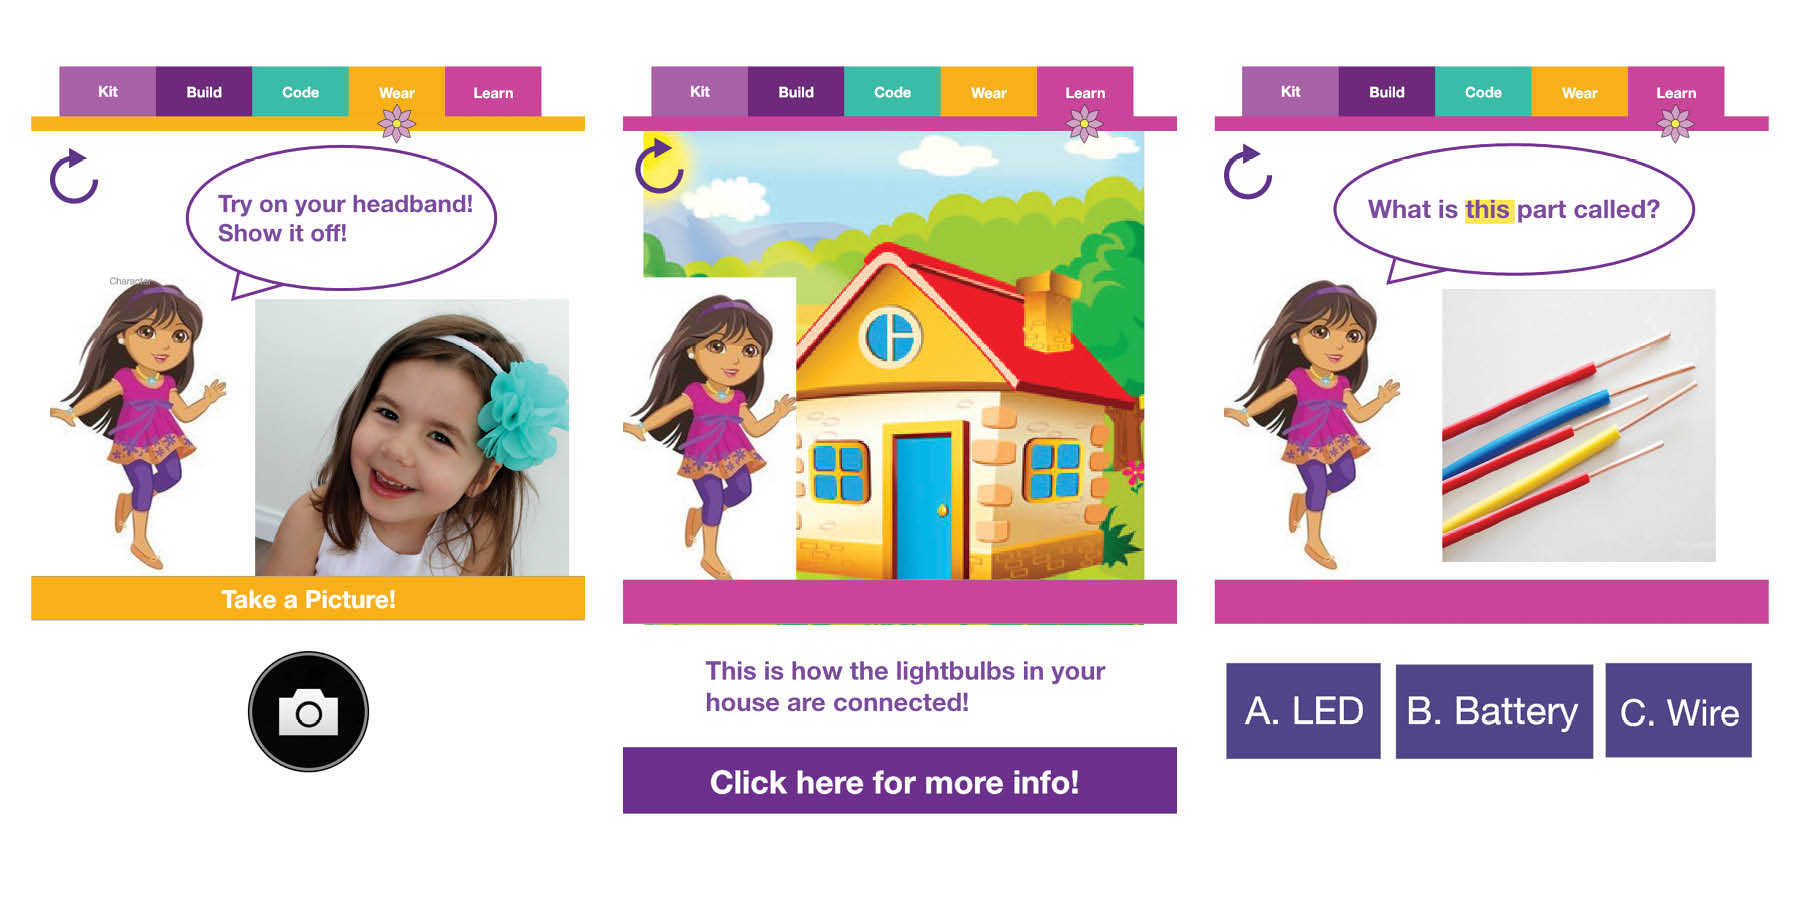 Kit Build Code Wear Learn
Try on your headband!
Show it off!
Character
Take a Picture!
Kit Build Code Wear Learn
This is how the lightbulbs in your
house are connected!
Click here for more info!
Kit Build Code Wear Learn
What is this part called?
A. LED B. Battery C. Wire